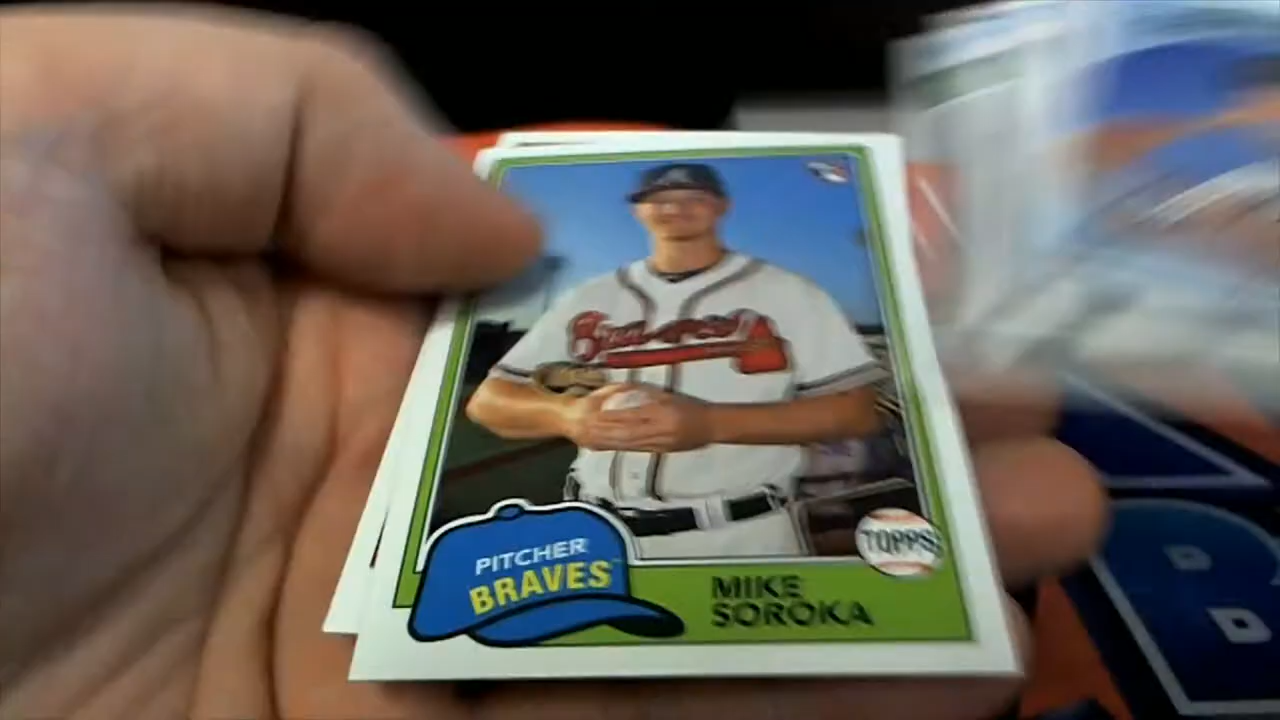 Braves
TOPPS
PITCHER
BRAVES
MIKE
SOROKA